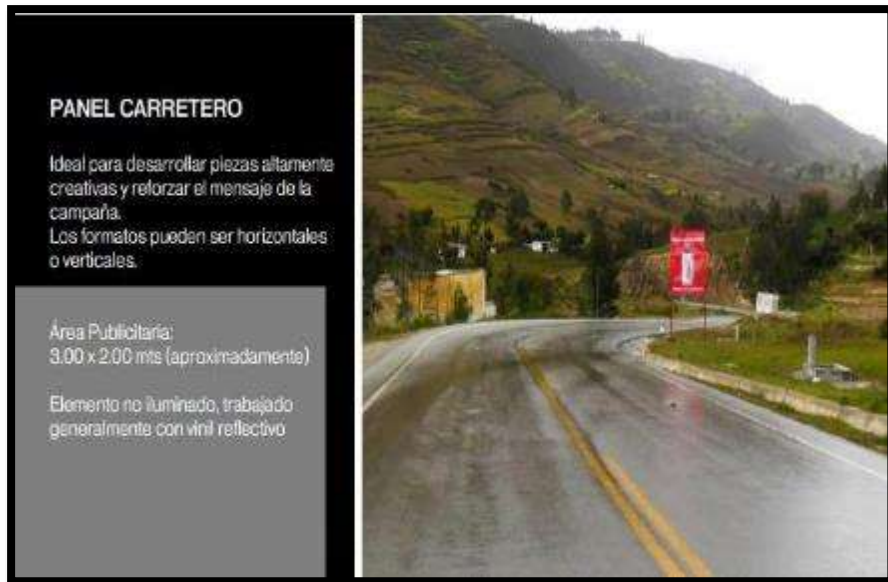 PANEL CARRETERO
Ideal para desarrollar piezas altamente
creativas y reforzar el mensaje de la
campaña.
Los formatos pueden ser horizontales
o verticales.
Área Publicitaria:
3.00 x 2.00 mts (aproximadamente)
Elemento no iluminado, trabajado
generalmente con vinil reflectivo